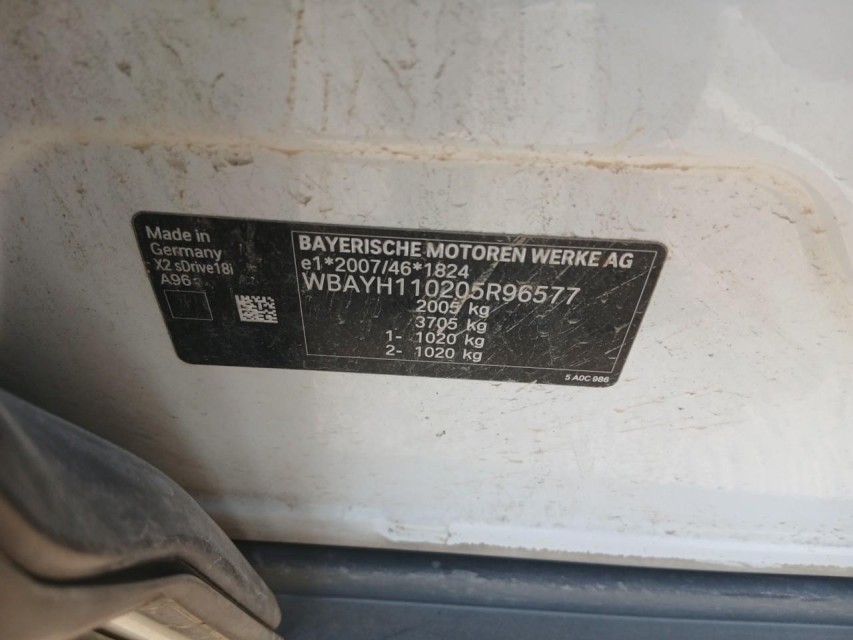 Made in
Germany
X2 sDrive18i
A96
BAYERISCHE MOTOREN WERKE AG
e1*2007/46*1824
WBAYH110205R96577
2005 kg
3705 kg
1- 1020 kg
2- 1020 kg
5 A0C 986